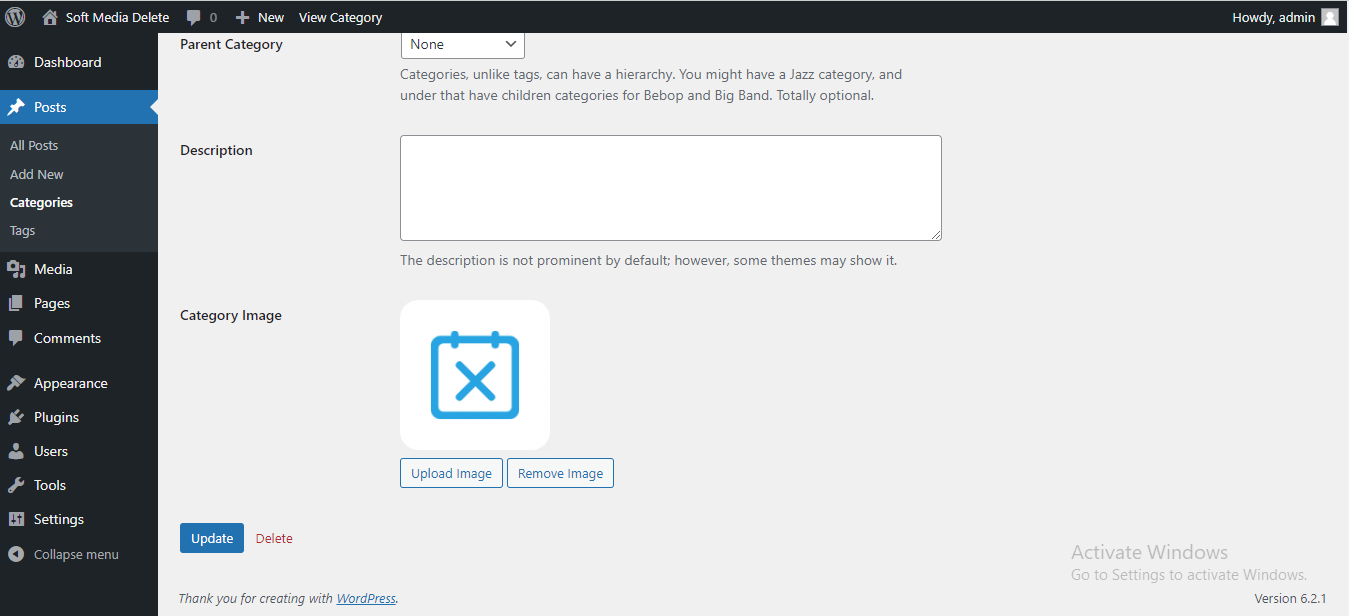 Soft Media Delete 0 New View Category Howdy, admin
Dashboard
Posts
All Posts
Add New
Categories
Tags
Media
Pages
Comments
Appearance
Plugins
Users
Tools
Settings
Collapse menu
Parent Category
None
Categories, unlike tags, can have a hierarchy. You might have a Jazz category, and
under that have children categories for Bebop and Big Band. Totally optional.
Description
The description is not prominent by default; however, some themes may show it.
Category Image
Upload Image Remove Image
Update Delete
Activate Windows
Go to Settings to activate Windows.
Thank you for creating with WordPress.
Version 6.2.1